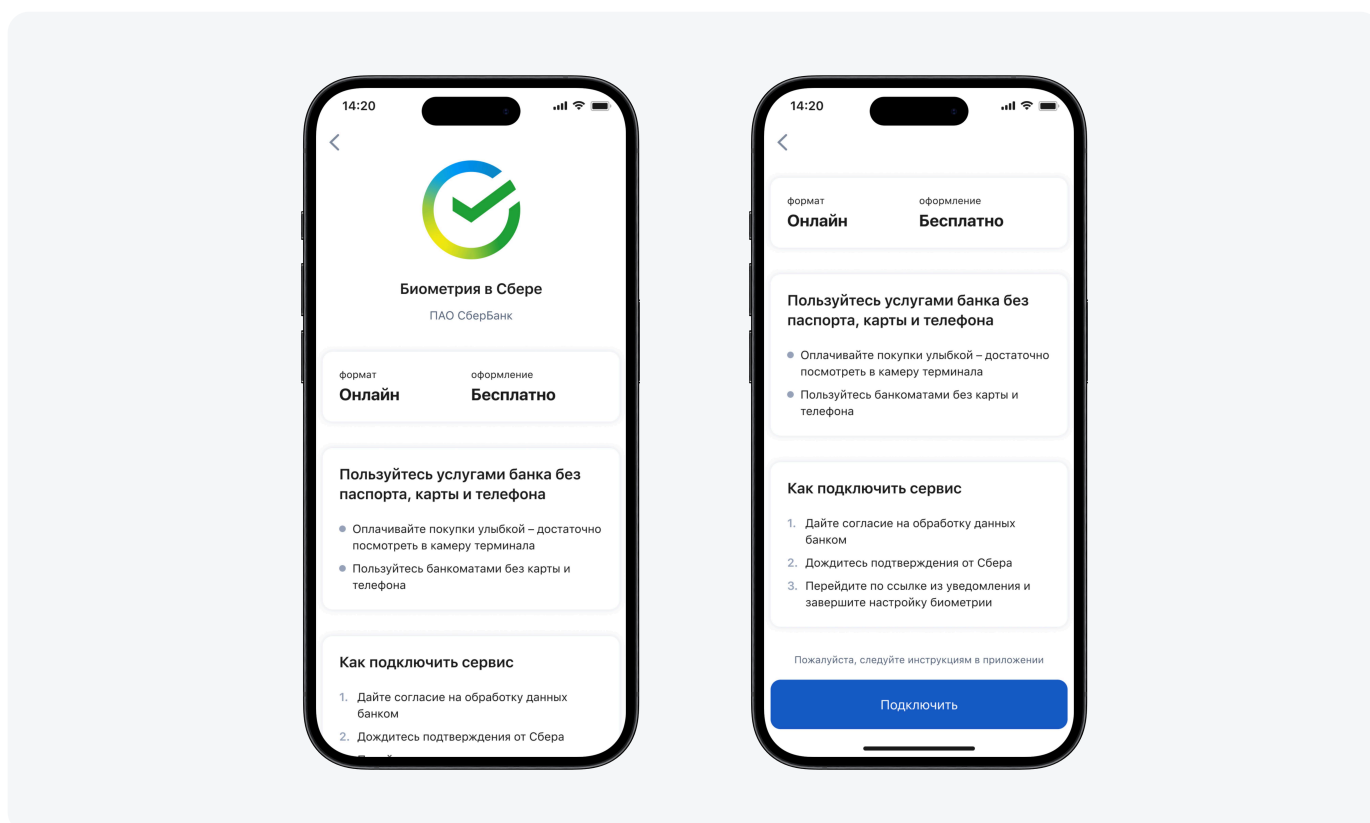 14:20
Биометрия в Сбере
ПАО СберБанк
формат
оформление
Онлайн
Бесплатно
Пользуйтесь услугами банка без
паспорта, карты и телефона
Оплачивайте покупки улыбкой – достаточно
посмотреть в камеру терминала
Пользуйтесь банкоматами без карты и
телефона
Как подключить сервис
1. Дайте согласие на обработку данных
банком
2. Дождитесь подтверждения от Сбера
14:20
формат
оформление
Онлайн
Бесплатно
Пользуйтесь услугами банка без
паспорта, карты и телефона
Оплачивайте покупки улыбкой – достаточно
посмотреть в камеру терминала
Пользуйтесь банкоматами без карты и
телефона
Как подключить сервис
1. Дайте согласие на обработку данных
банком
2. Дождитесь подтверждения от Сбера
3. Перейдите по ссылке из уведомления и
завершите настройку биометрии
Пожалуйста, следуйте инструкциям в приложении
Подключить